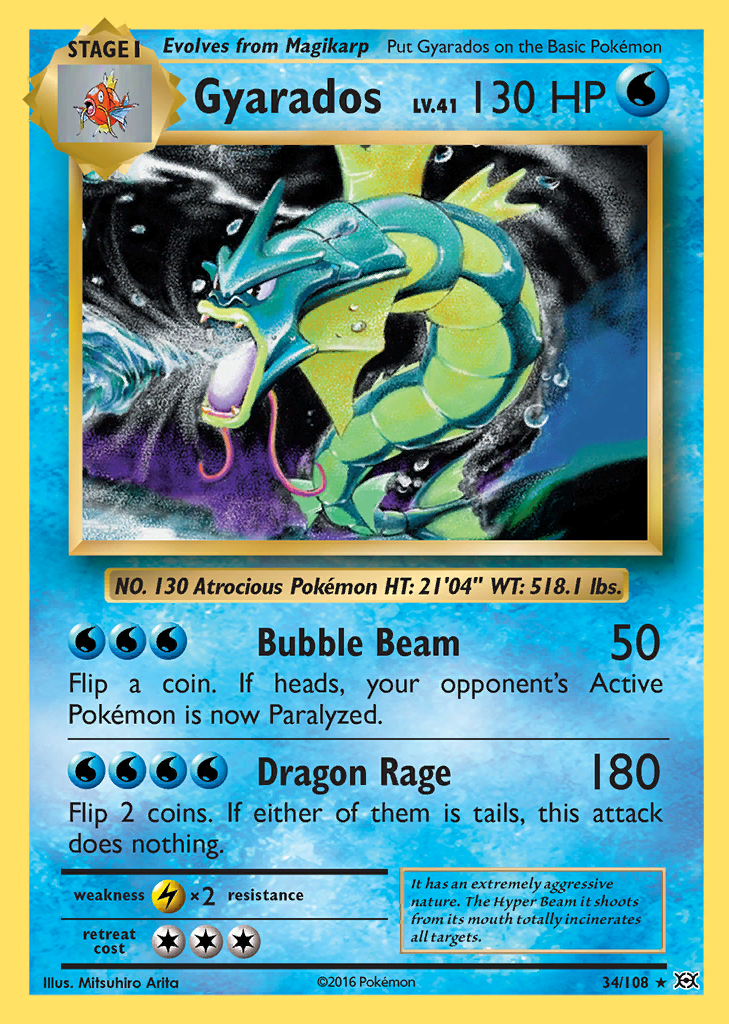 STAGE 1 Evolves from Magikarp Put Gyarados on the Basic Pokémon
Gyarados LV.41 130 HP
NO. 130 Atrocious Pokémon HT: 21'04" WT: 518.1 lbs.
Bubble Beam 50
Flip a coin. If heads, your opponent's Active
Pokémon is now Paralyzed.
Dragon Rage 180
Flip 2 coins. If either of them is tails, this attack
does nothing.
weakness ×2 resistance
retreat
cost
It has an extremely aggressive
nature. The Hyper Beam it shoots
from its mouth totally incinerates
all targets.
Illus. Mitsuhiro Arita ©2016 Pokémon 34/108 ★